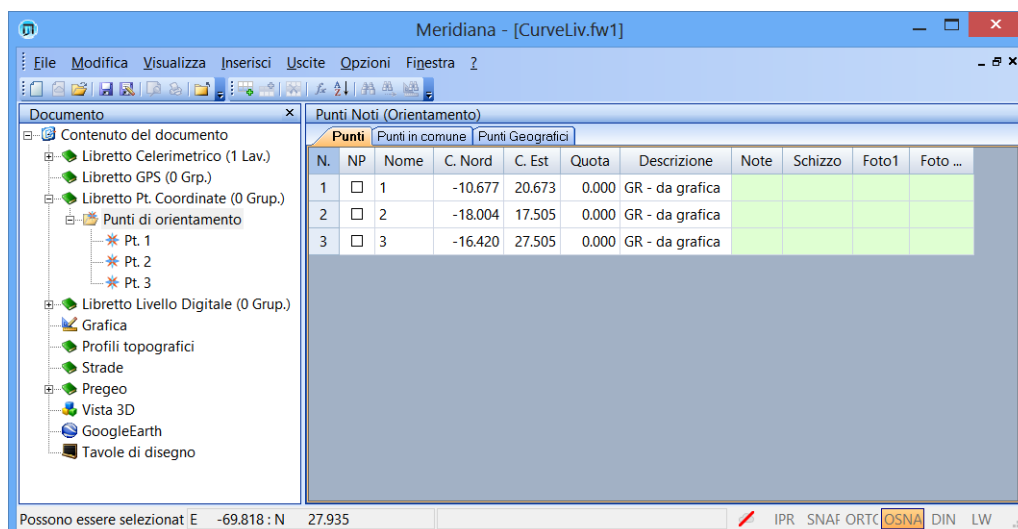 Meridiana - [CurveLiv.fw1]
File Modifica Visualizza Inserisci Uscite Opzioni Finestra ?
Documento
Contenuto del documento
Libretto Celerimetrico (1 Lav.)
Libretto GPS (0 Grp.)
Libretto Pt. Coordinate (0 Grup.)
Punti di orientamento
Pt. 1
Pt. 2
Pt. 3
Libretto Livello Digitale (0 Grup.)
Grafica
Profili topografici
Strade
Pregeo
Vista 3D
GoogleEarth
Tavole di disegno
Punti Noti (Orientamento)
Punti Punti in comune Punti Geografici
N. NP Nome C. Nord C. Est Quota Descrizione Note Schizzo Foto1 Foto ...
1 1 -10.677 20.673 0.000 GR - da grafica
2 2 -18.004 17.505 0.000 GR - da grafica
3 3 -16.420 27.505 0.000 GR - da grafica
Possono essere selezionat E -69.818 : N 27.935 IPR SNAF ORTC OSNA DIN LW